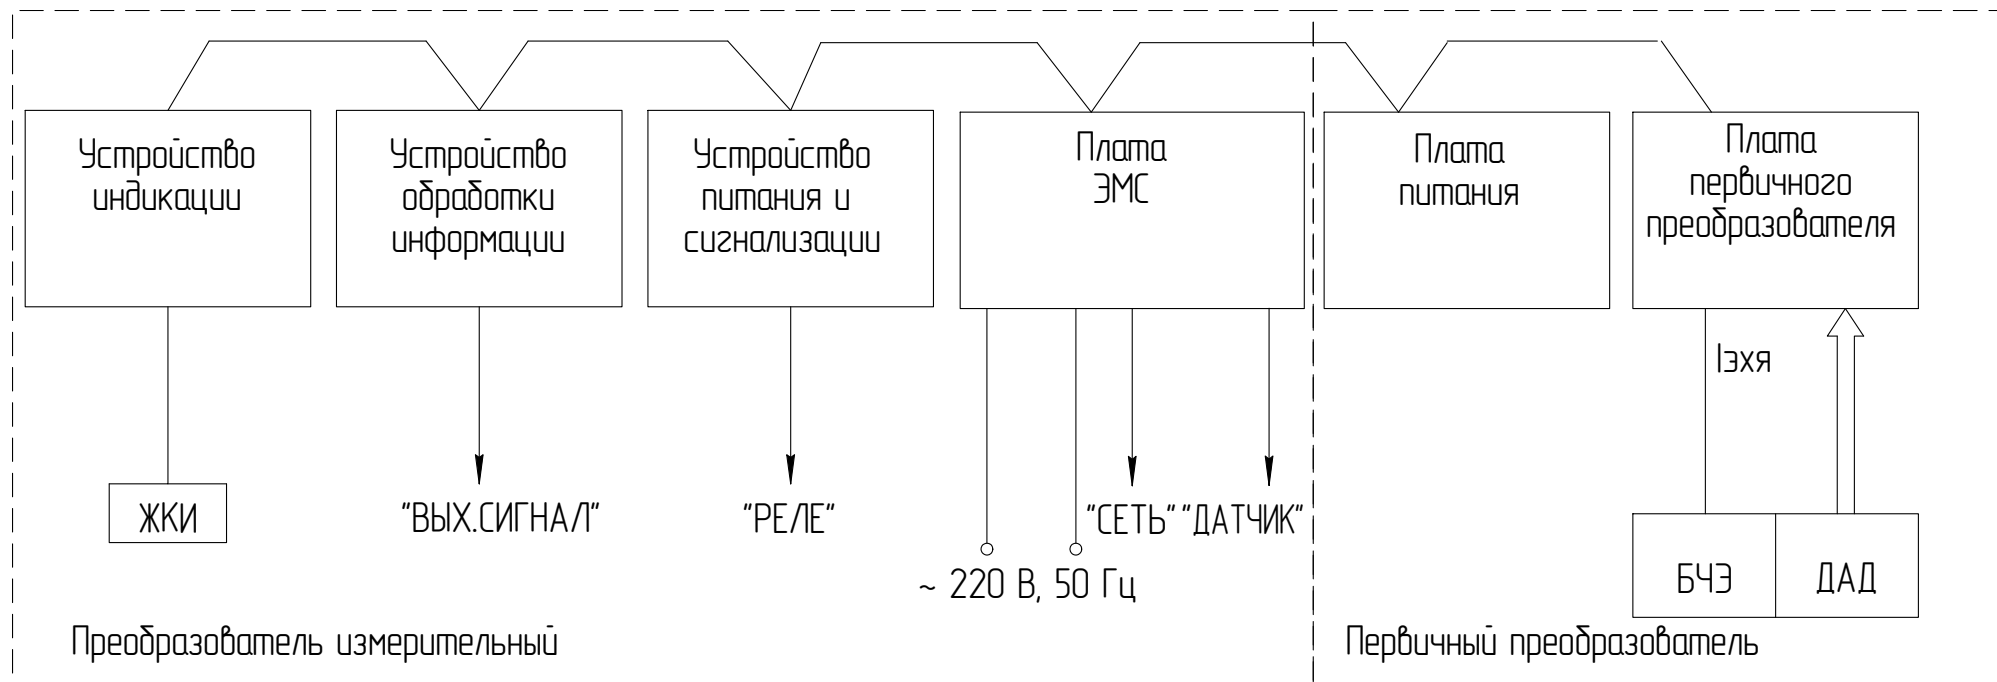 Устройство
индикации
Устройство
обработки
информации
Устройство
питания и
сигнализации
Плата
ЭМС
Плата
питания
Плата
первичного
преобразователя
Iэхя
ЖКИ
"ВЫХ.СИГНАЛ"
"РЕЛЕ"
"СЕТЬ"
"ДАТЧИК"
~ 220 В, 50 Гц
БЧЭ
ДАД
Преобразователь измерительный
Первичный преобразователь